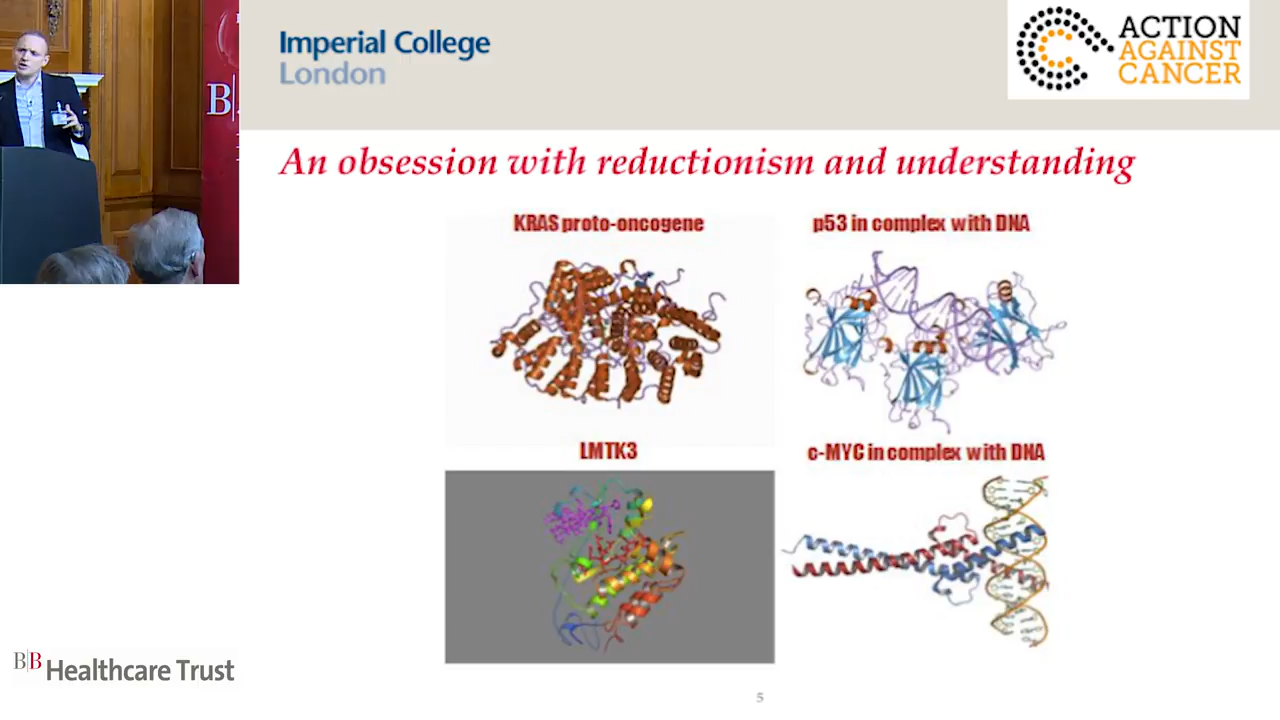 Imperial College
London
ACTION
AGAINST
CANCER
B
An obsession with reductionism and understanding
KRAS proto-oncogene
p53 in complex with DNA
LMTK3
c-MYC in complex with DNA
B|B Healthcare Trust
5